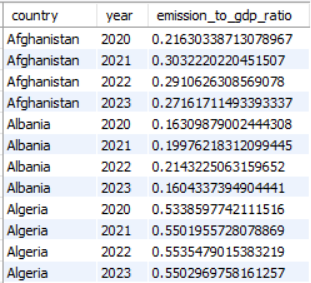 country year emission_to_gdp_ratio
Afghanistan 2020 0.21630338713078967
Afghanistan 2021 0.3032220220451507
Afghanistan 2022 0.2910626308569078
Afghanistan 2023 0.27161711493393337
Albania 2020 0.16309879002444308
Albania 2021 0.19976218312099445
Albania 2022 0.2143225063159652
Albania 2023 0.1604337394904441
Algeria 2020 0.5338597742111516
Algeria 2021 0.5501955728078869
Algeria 2022 0.5535479015383219
Algeria 2023 0.5502969758161257